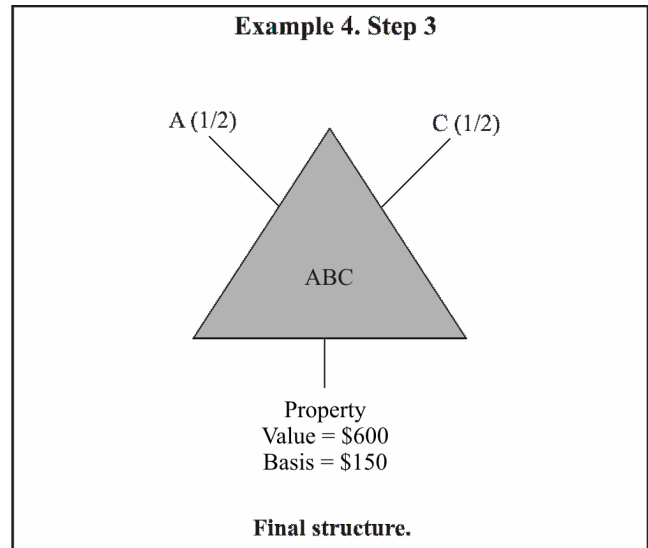 Example 4. Step 3
A (1/2)
C (1/2)
ABC
Property
Value = $600
Basis = $150
Final structure.